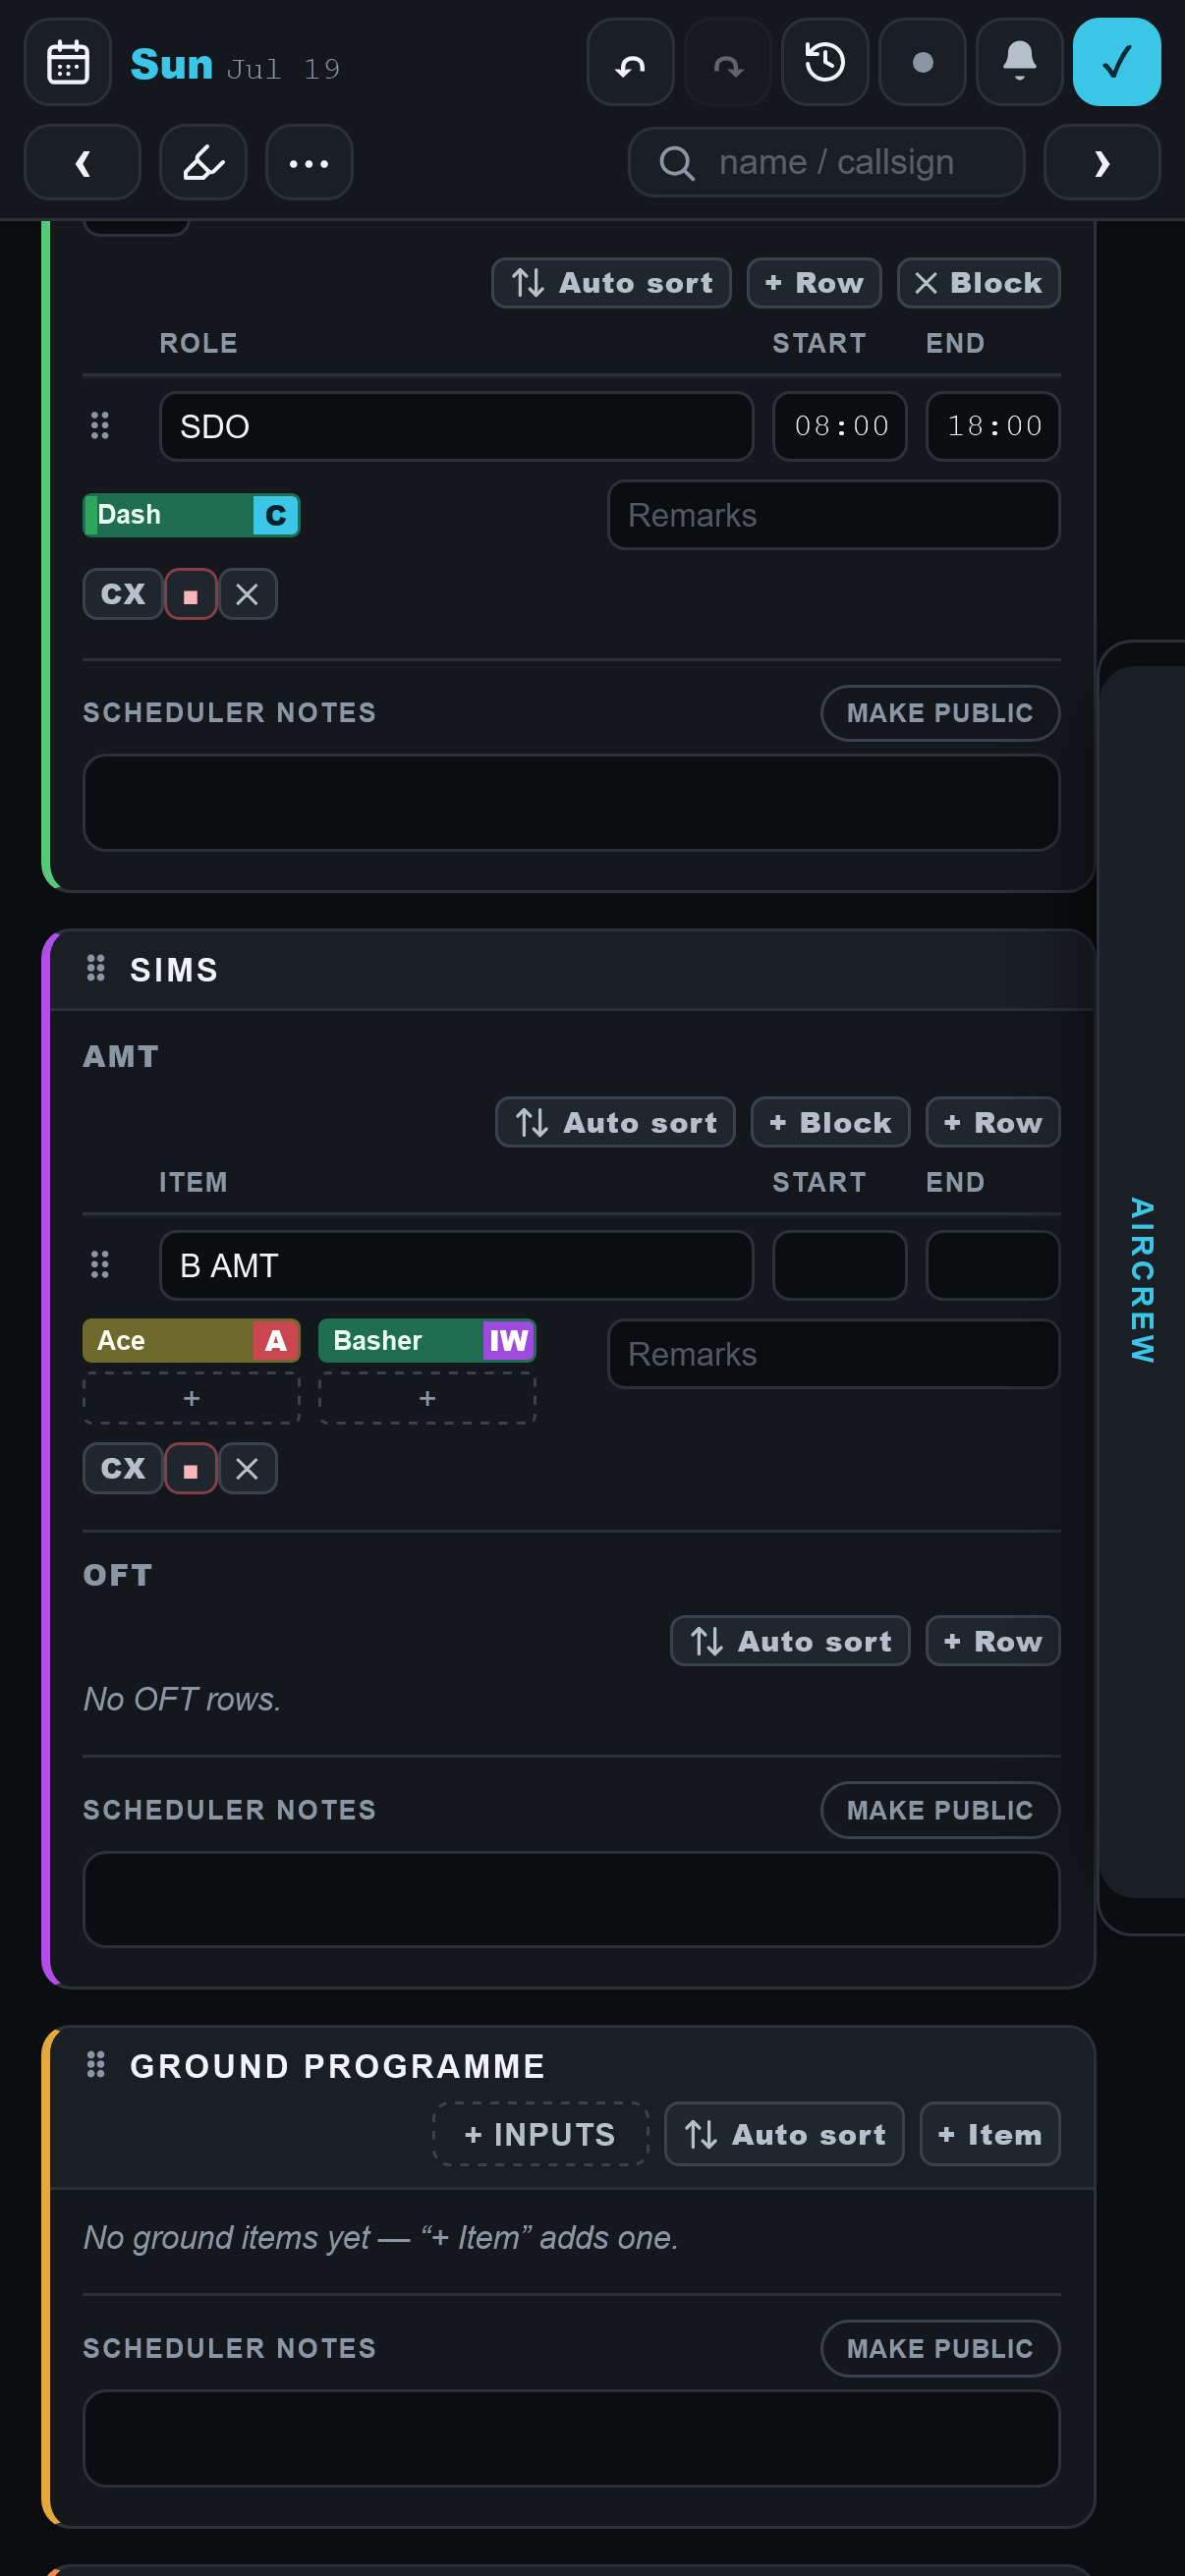 Sun Jul 19
name / callsign
Auto sort + Row × Block
ROLE START END
SDO 08:00 18:00
Dash C Remarks
CX
SCHEDULER NOTES MAKE PUBLIC
SIMS
AMT
Auto sort + Block + Row
ITEM START END
B AMT
Ace A Basher IW Remarks
+ +
CX
OFT
Auto sort + Row
No OFT rows.
SCHEDULER NOTES MAKE PUBLIC
AIRCREW
GROUND PROGRAMME
+ INPUTS Auto sort + Item
No ground items yet — “+ Item” adds one.
SCHEDULER NOTES MAKE PUBLIC